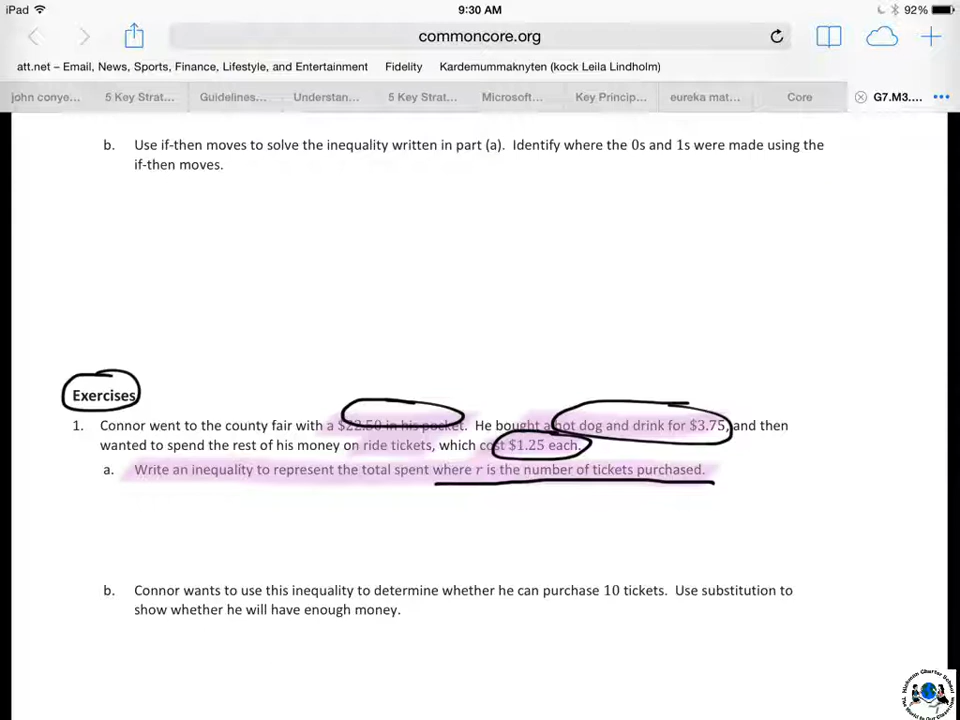 iPad 9:30 AM 92%
commoncore.org
att.net – Email, News, Sports, Finance, Lifestyle, and Entertainment Fidelity Kardemummaknyten (kock Leila Lindholm)
john conye... 5 Key Strat... Guidelines... Understan... 5 Key Strat... Microsoft... Key Princip... eureka mat... Core G7.M3....
b. Use if-then moves to solve the inequality written in part (a). Identify where the 0s and 1s were made using the
if-then moves.
Exercises
1. Connor went to the county fair with a $22.50 in his pocket. He bought a hot dog and drink for $3.75, and then
wanted to spend the rest of his money on ride tickets, which cost $1.25 each.
a. Write an inequality to represent the total spent where r is the number of tickets purchased.
b. Connor wants to use this inequality to determine whether he can purchase 10 tickets. Use substitution to
show whether he will have enough money.